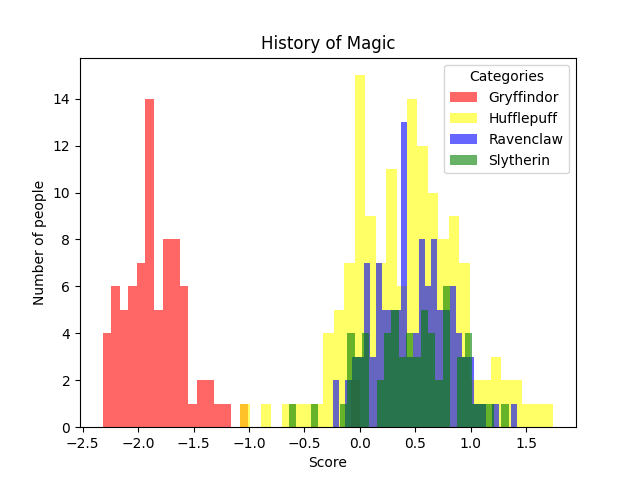 History of Magic
Categories
Gryffindor
Hufflepuff
Ravenclaw
Slytherin
Number of people
14
12
10
8
6
4
2
0
−2.5 −2.0 −1.5 −1.0 −0.5 0.0 0.5 1.0 1.5
Score